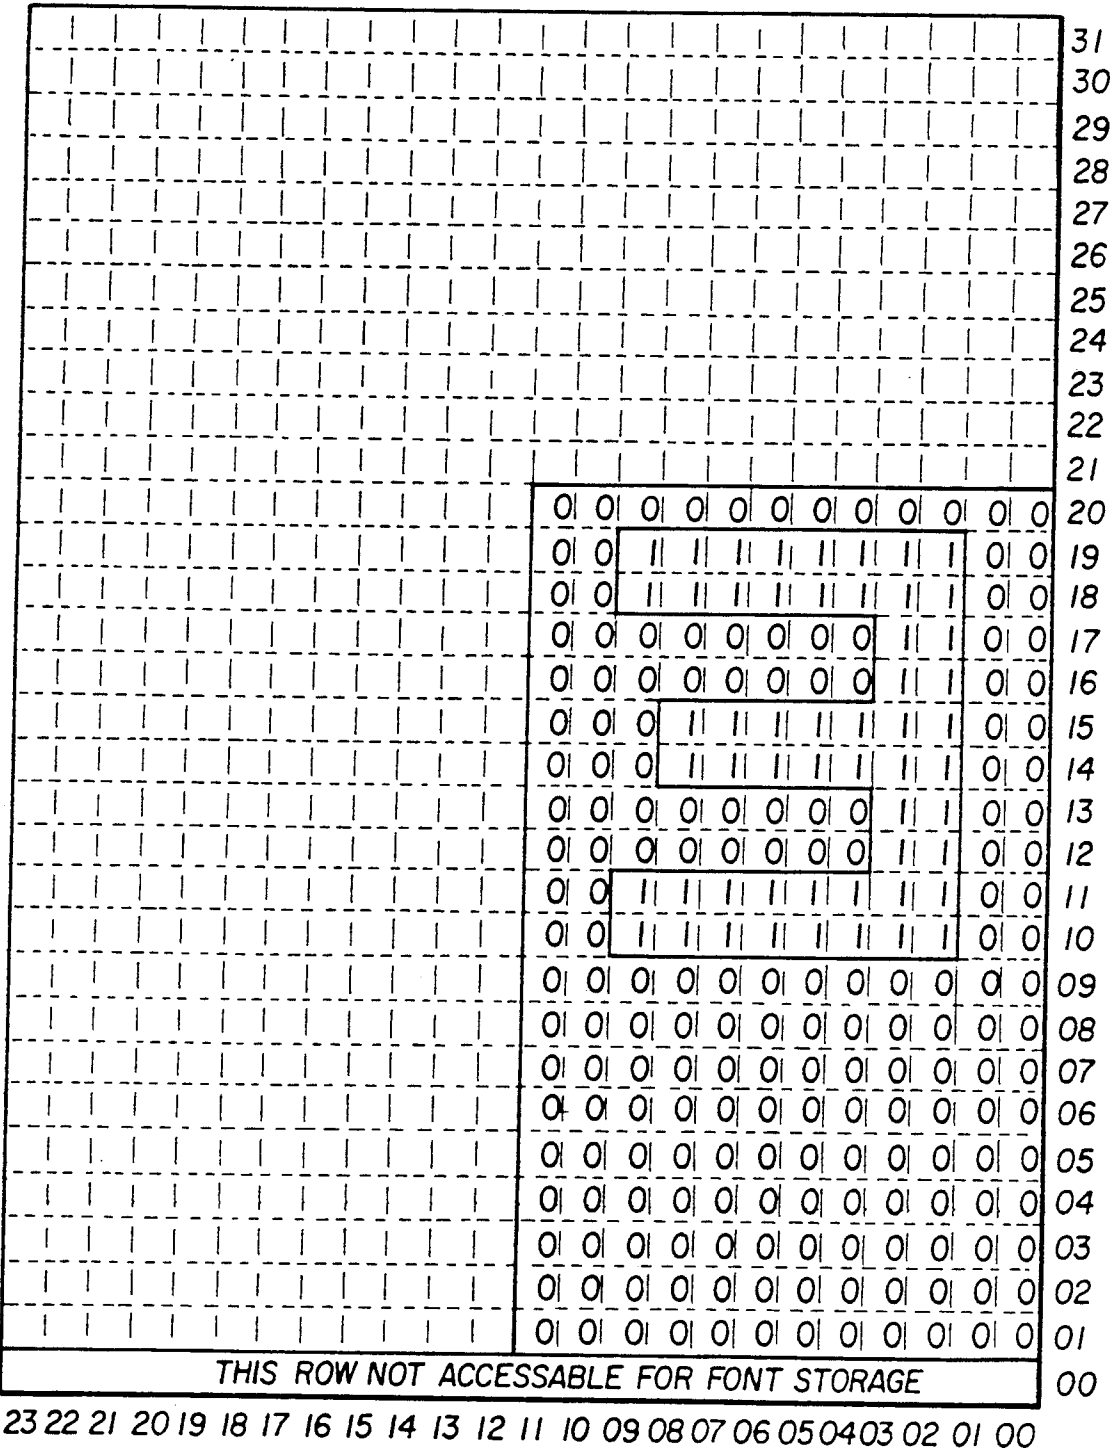 31
30
29
28
27
26
25
24
23
22
21
0 0 0 0 0 0 0 0 0 0 0 0 20
0 0 1 1 1 1 1 1 1 1 0 0 19
0 0 1 1 1 1 1 1 1 1 0 0 18
0 0 0 0 0 0 0 0 1 1 0 0 17
0 0 0 0 0 0 0 0 1 1 0 0 16
0 0 0 1 1 1 1 1 1 1 0 0 15
0 0 0 1 1 1 1 1 1 1 0 0 14
0 0 0 0 0 0 0 0 1 1 0 0 13
0 0 0 0 0 0 0 0 1 1 0 0 12
0 0 1 1 1 1 1 1 1 1 0 0 11
0 0 1 1 1 1 1 1 1 1 0 0 10
0 0 0 0 0 0 0 0 0 0 0 0 09
0 0 0 0 0 0 0 0 0 0 0 0 08
0 0 0 0 0 0 0 0 0 0 0 0 07
0 0 0 0 0 0 0 0 0 0 0 0 06
0 0 0 0 0 0 0 0 0 0 0 0 05
0 0 0 0 0 0 0 0 0 0 0 0 04
0 0 0 0 0 0 0 0 0 0 0 0 03
0 0 0 0 0 0 0 0 0 0 0 0 02
0 0 0 0 0 0 0 0 0 0 0 0 01
THIS ROW NOT ACCESSABLE FOR FONT STORAGE 00
23 22 21 20 19 18 17 16 15 14 13 12 11 10 09 08 07 06 05 04 03 02 01 00